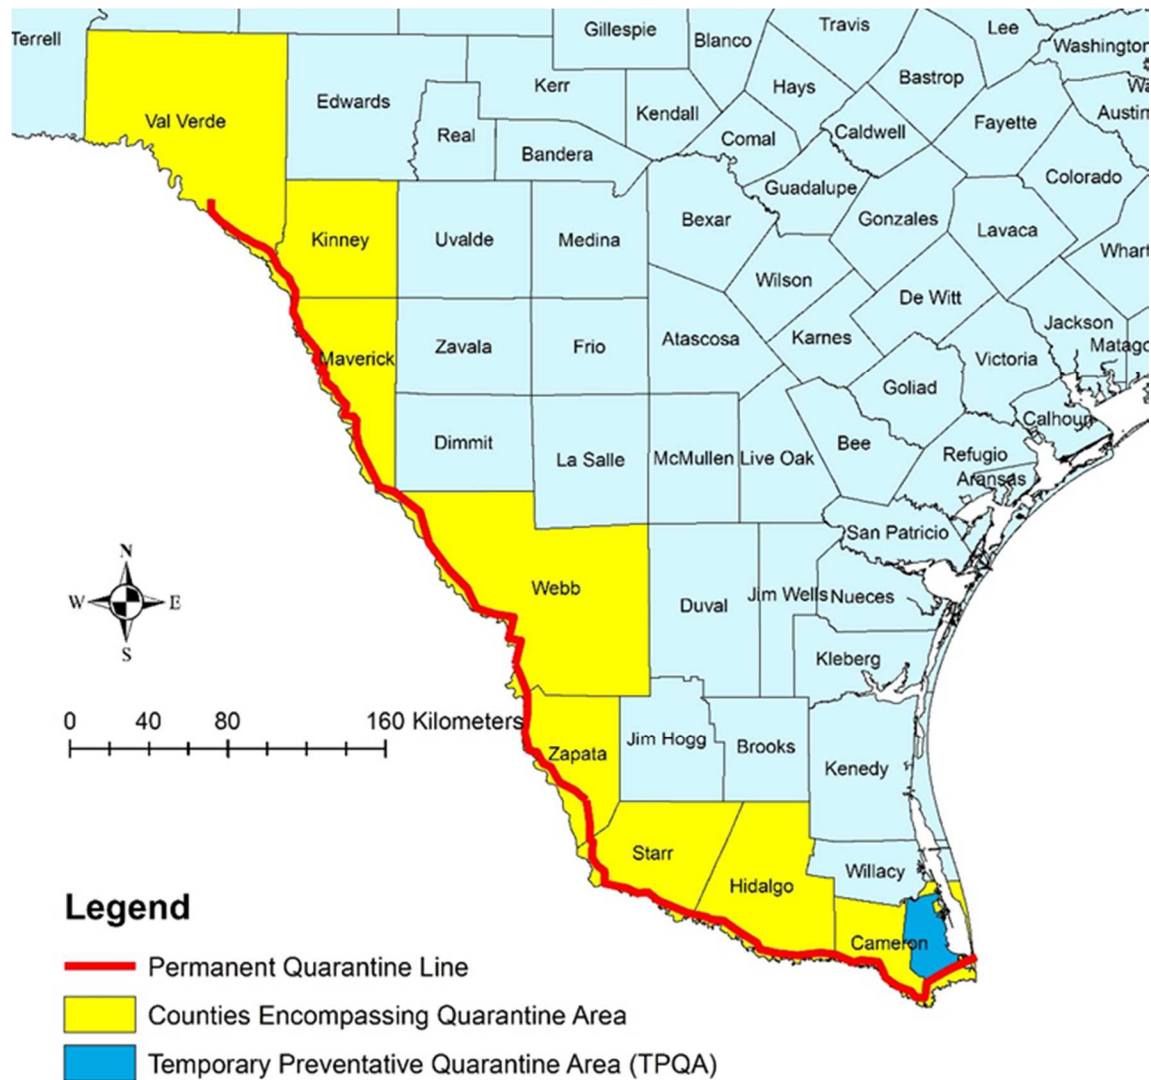 Terrell
Gillespie
Blanco
Travis
Lee
Washington
Kerr
Hays
Bastrop
Wa
Val Verde
Edwards
Kendall
Austin
Real
Comal
Caldwell
Fayette
Bandera
Guadalupe
Colorado
Kinney
Uvalde
Medina
Bexar
Gonzales
Lavaca
Whart
Wilson
De Witt
Maverick
Zavala
Frio
Atascosa
Karnes
Jackson
Victoria
Matago
Goliad
Calhoun
Dimmit
La Salle
McMullen
Live Oak
Bee
Refugio
Aransas
San Patricio
N
W
E
S
Webb
Duval
Jim Wells
Nueces
Kleberg
0 40 80 160 Kilometers
Zapata
Jim Hogg
Brooks
Kenedy
Starr
Hidalgo
Willacy
Cameron
Legend
Permanent Quarantine Line
Counties Encompassing Quarantine Area
Temporary Preventative Quarantine Area (TPQA)